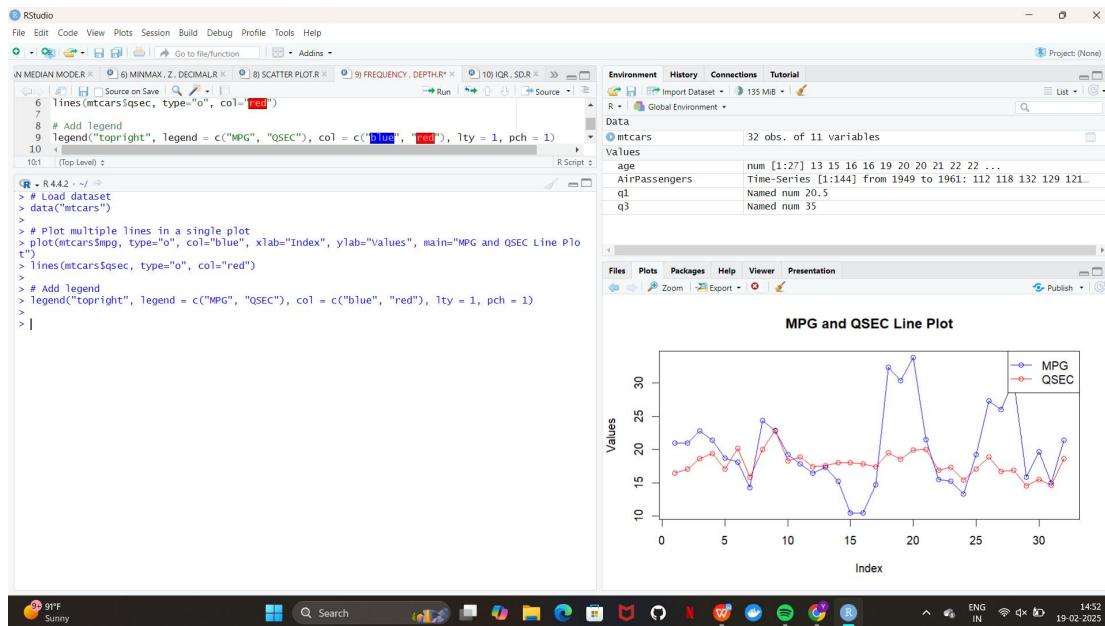 RStudio
File Edit Code View Plots Session Build Debug Profile Tools Help
Go to file/function
Addins
Project: (None)
AN MEDIAN MODE.R
6) MINMAX . Z . DECIMAL.R
8) SCATTER PLOT.R
9) FREQUENCY . DEPTH.R*
10) IQR . SD.R
Source on Save
Run
Source
6 lines(mtcars$qsec, type="o", col="red")
7
8 # Add legend
9 legend("topright", legend = c("MPG", "QSEC"), col = c("blue", "red"), lty = 1, pch = 1)
10
10:1 (Top Level) R Script
R 4.4.2 · ~/
> # Load dataset
> data("mtcars")
>
> # Plot multiple lines in a single plot
> plot(mtcars$mpg, type="o", col="blue", xlab="Index", ylab="Values", main="MPG and QSEC Line Plo
t")
> lines(mtcars$qsec, type="o", col="red")
>
> # Add legend
> legend("topright", legend = c("MPG", "QSEC"), col = c("blue", "red"), lty = 1, pch = 1)
>
>
Environment History Connections Tutorial
Import Dataset 135 MiB List
R Global Environment
Data
mtcars 32 obs. of 11 variables
Values
age num [1:27] 13 15 16 16 19 20 20 21 22 22 ...
AirPassengers Time-Series [1:144] from 1949 to 1961: 112 118 132 129 121…
q1 Named num 20.5
q3 Named num 35
Files Plots Packages Help Viewer Presentation
Zoom Export Publish
MPG and QSEC Line Plot
MPG
QSEC
Values
30
25
20
15
10
0 5 10 15 20 25 30
Index
91°F
Sunny
Search
ENG
IN
14:52
19-02-2025